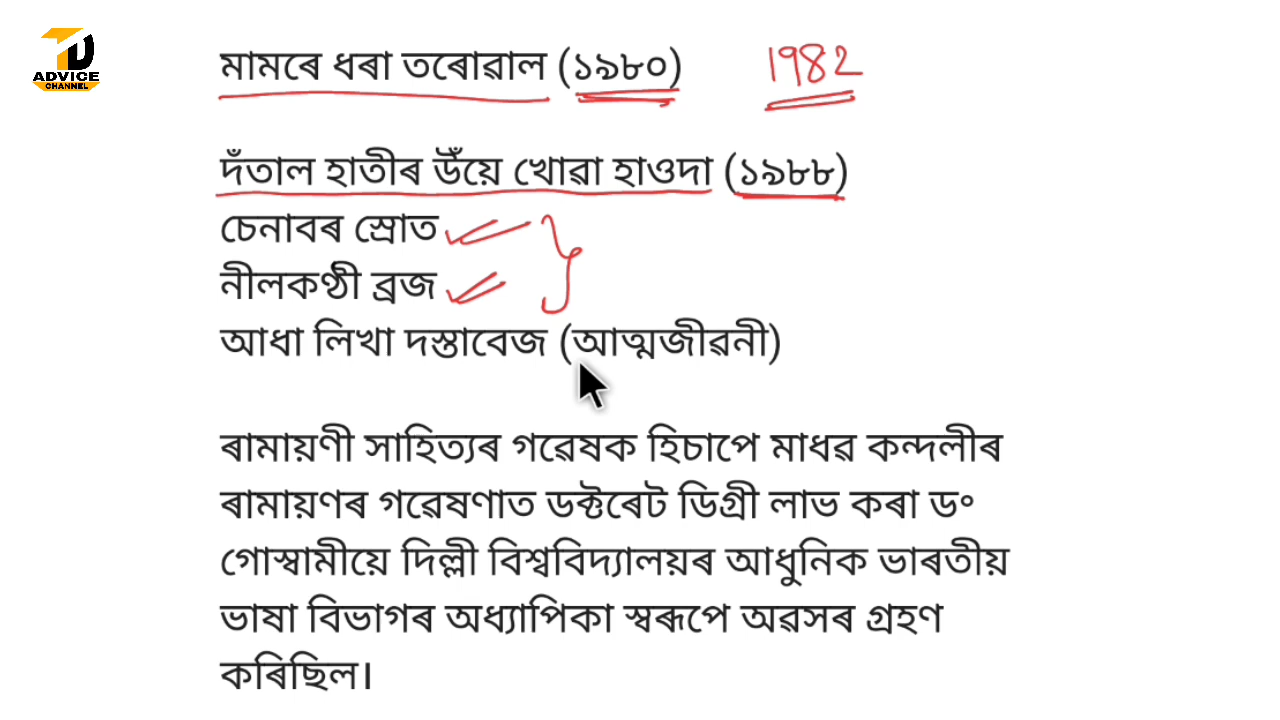 TD
ADVICE
CHANNEL
মামৰে ধৰা তৰোৱাল (১৯৮০) 1982
দঁতাল হাতীৰ উঁয়ে খোৱা হাওদা (১৯৮৮)
চেনাবৰ স্ৰোত
নীলকণ্ঠী ব্ৰজ
আধা লিখা দস্তাবেজ (আত্মজীৱনী)
ৰামায়ণী সাহিত্যৰ গৱেষক হিচাপে মাধৱ কন্দলীৰ
ৰামায়ণৰ গৱেষণাত ডক্টৰেট ডিগ্ৰী লাভ কৰা ড°
গোস্বামীয়ে দিল্লী বিশ্ববিদ্যালয়ৰ আধুনিক ভাৰতীয়
ভাষা বিভাগৰ অধ্যাপিকা স্বৰূপে অৱসৰ গ্ৰহণ
কৰিছিল।